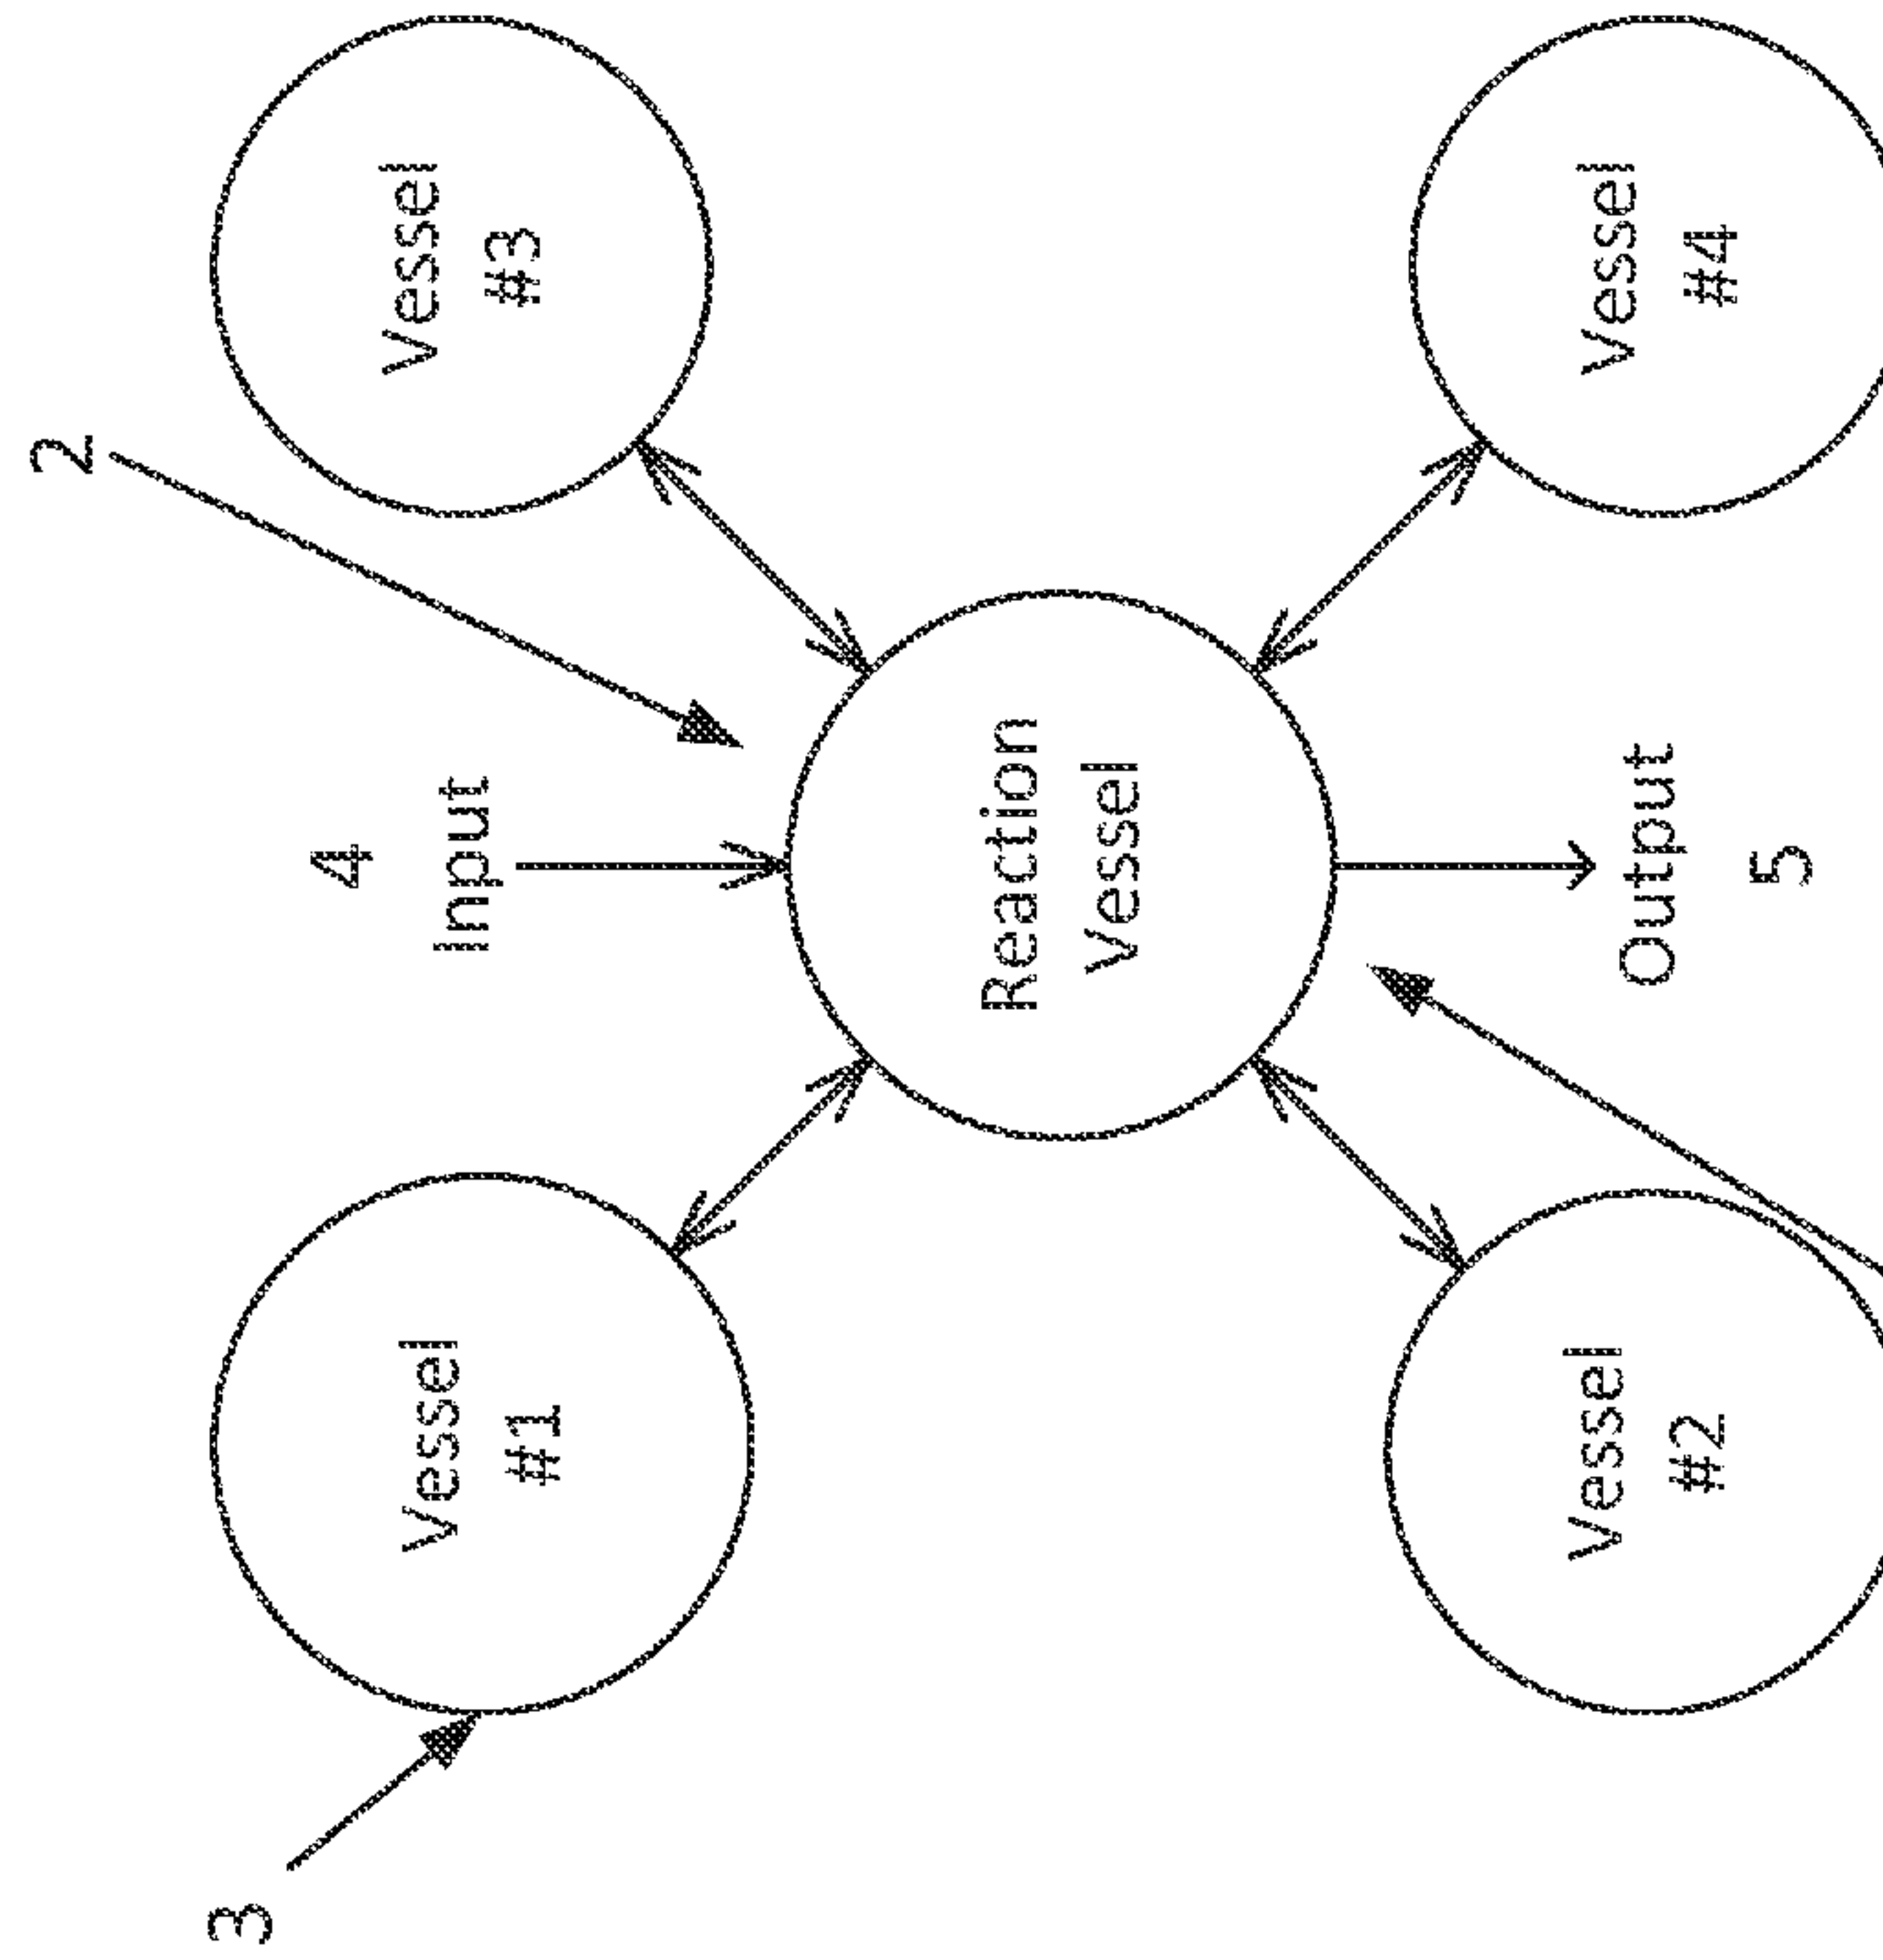 3
Vessel
#1
4
Input
2
Vessel
#3
Reaction
Vessel
Vessel
#2
Output
5
Vessel
#4